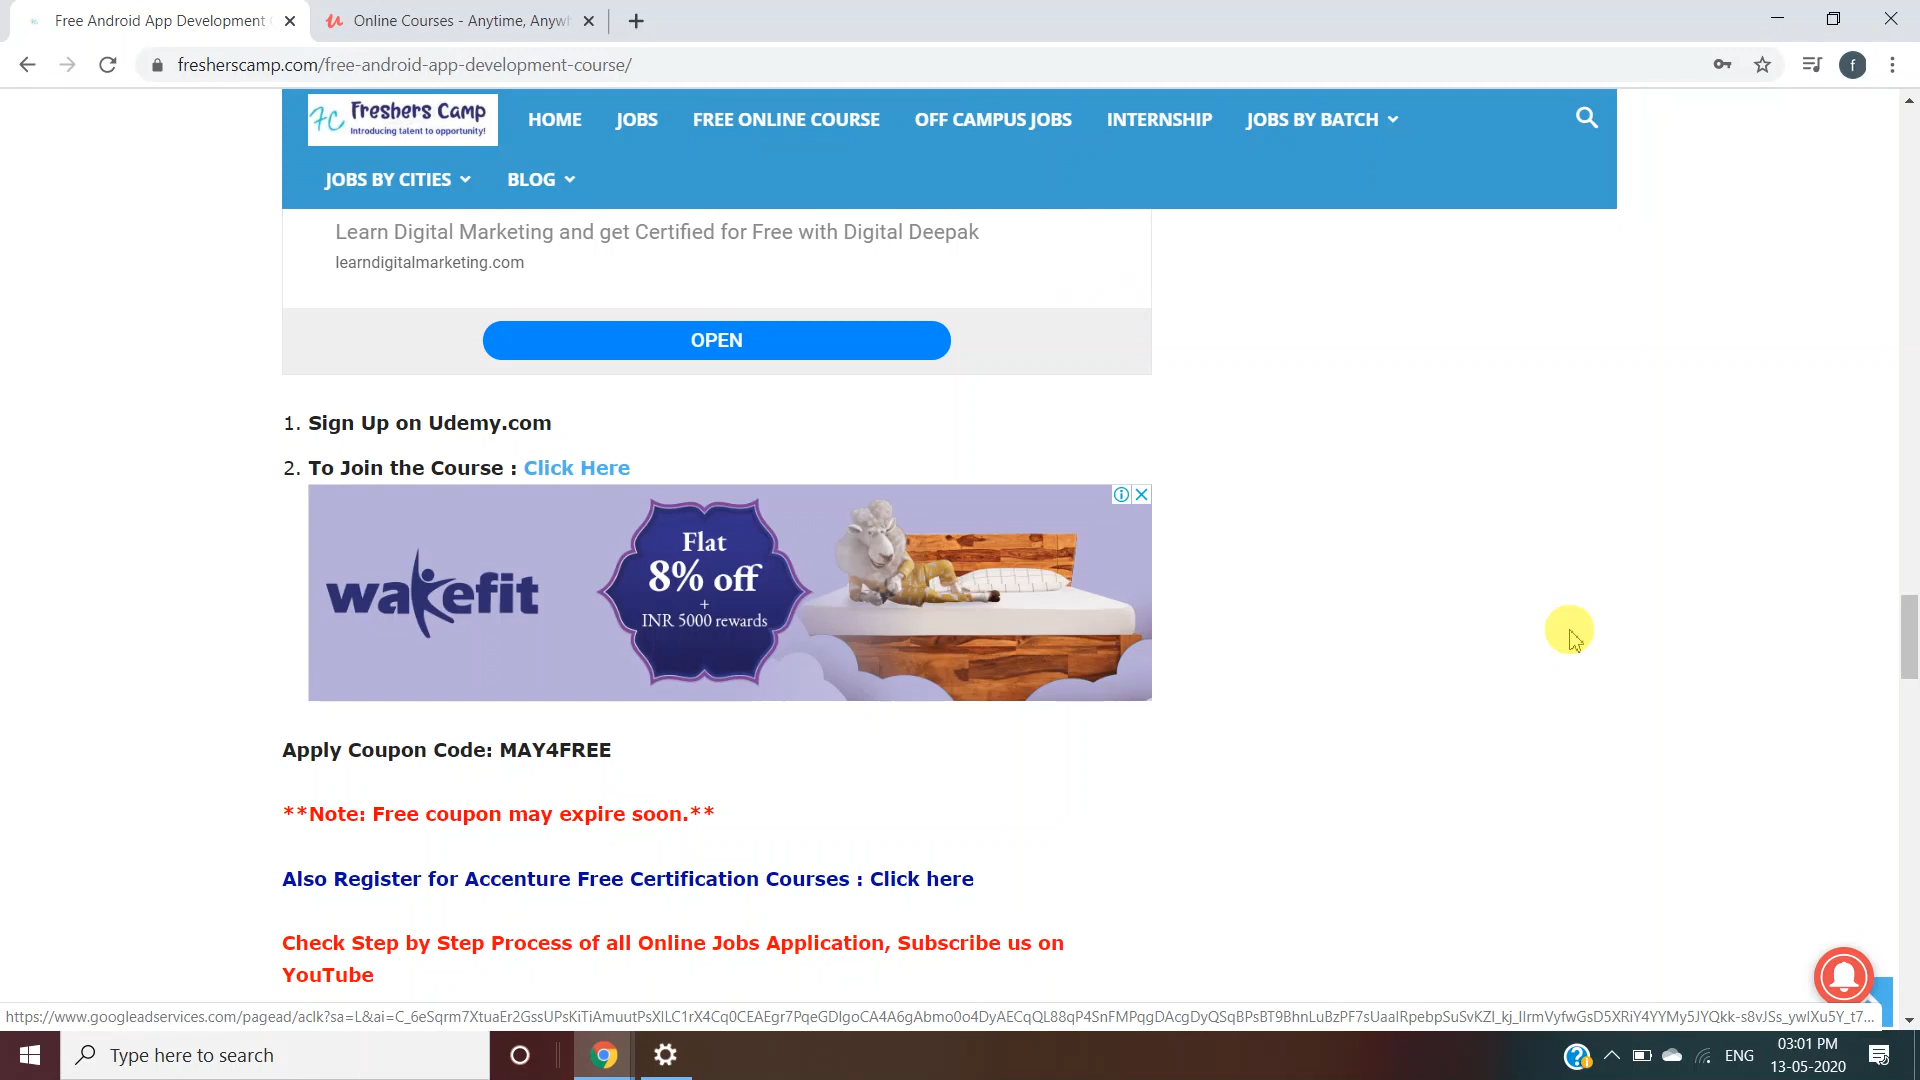 Free Android App Development
Online Courses - Anytime, Anywh
fresherscamp.com/free-android-app-development-course/
f
FC Freshers Camp
Introducing talent to opportunity!
HOME
JOBS
FREE ONLINE COURSE
OFF CAMPUS JOBS
INTERNSHIP
JOBS BY BATCH
JOBS BY CITIES
BLOG
Learn Digital Marketing and get Certified for Free with Digital Deepak
learndigitalmarketing.com
OPEN
1. Sign Up on Udemy.com
2. To Join the Course : Click Here
wakefit
Flat
8% off
+
INR 5000 rewards
Apply Coupon Code: MAY4FREE
**Note: Free coupon may expire soon.**
Also Register for Accenture Free Certification Courses : Click here
Check Step by Step Process of all Online Jobs Application, Subscribe us on
YouTube
Type here to search
ENG
03:01 PM
13-05-2020